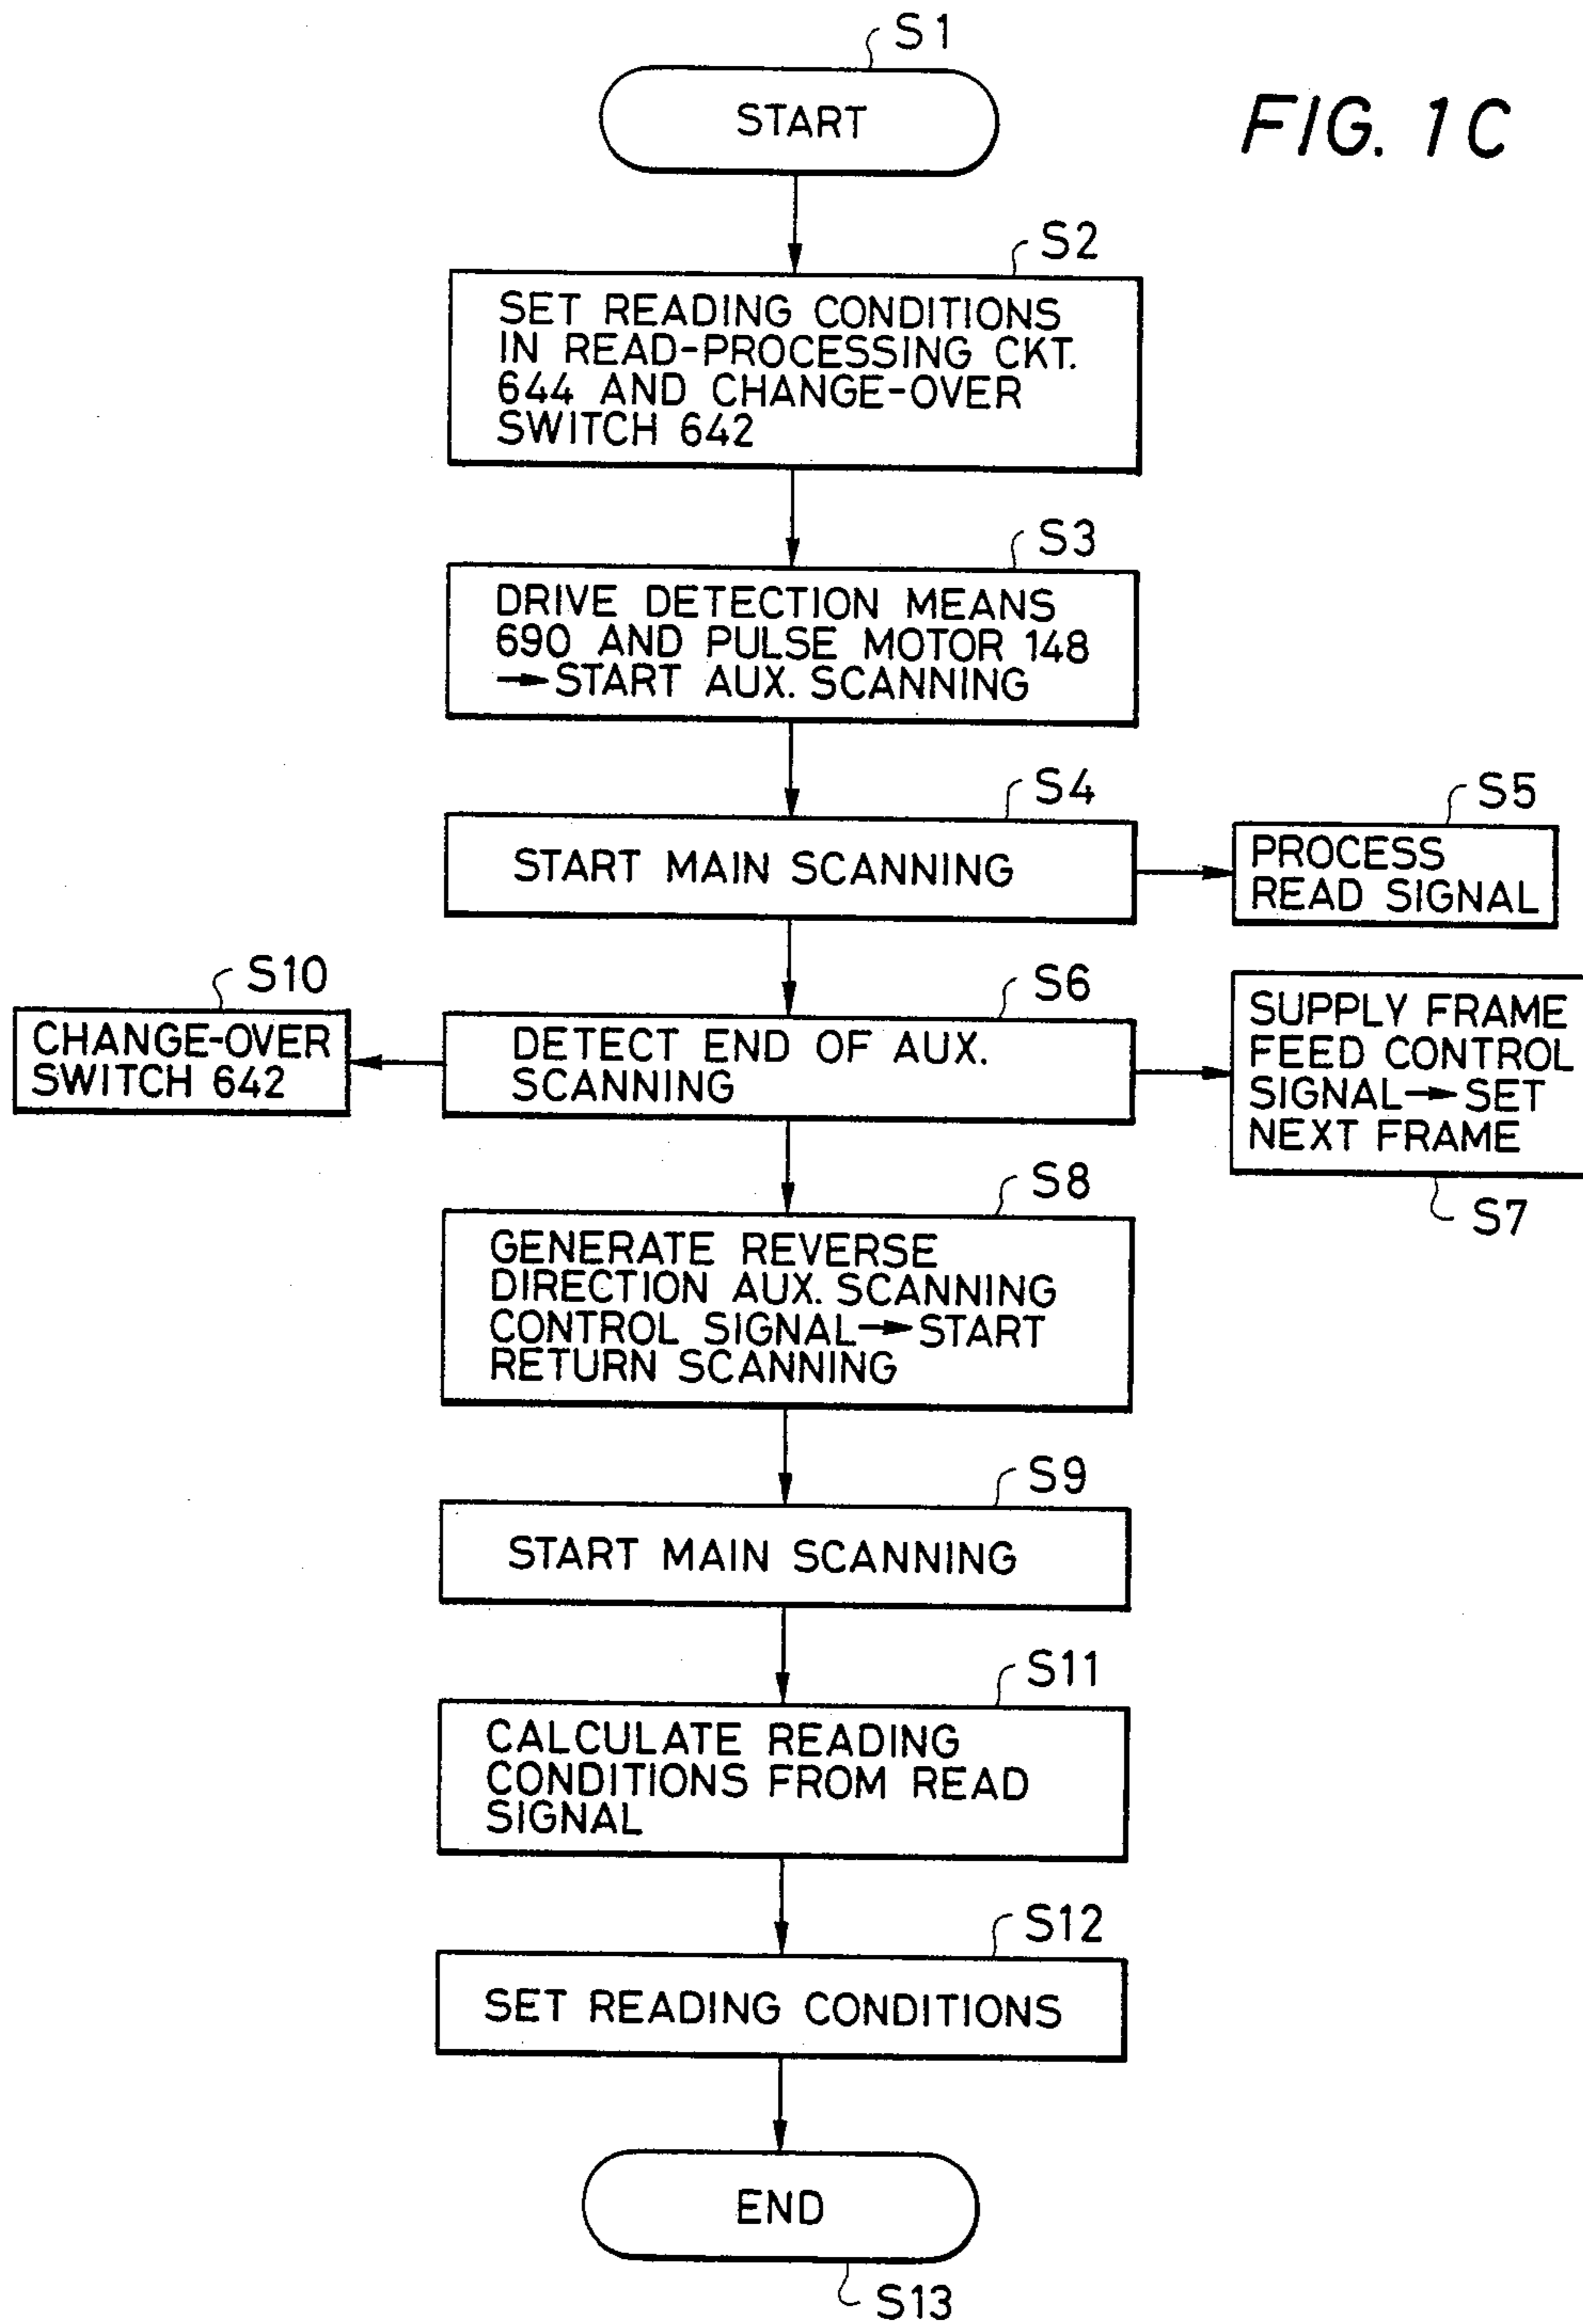 S1
START
FIG. 1C
S2
SET READING CONDITIONS
IN READ-PROCESSING CKT.
644 AND CHANGE-OVER
SWITCH 642
S3
DRIVE DETECTION MEANS
690 AND PULSE MOTOR 148
→START AUX. SCANNING
S4
START MAIN SCANNING
S5
PROCESS
READ SIGNAL
S10
CHANGE-OVER
SWITCH 642
S6
DETECT END OF AUX.
SCANNING
SUPPLY FRAME
FEED CONTROL
SIGNAL→SET
NEXT FRAME
S7
S8
GENERATE REVERSE
DIRECTION AUX. SCANNING
CONTROL SIGNAL→START
RETURN SCANNING
S9
START MAIN SCANNING
S11
CALCULATE READING
CONDITIONS FROM READ
SIGNAL
S12
SET READING CONDITIONS
END
S13